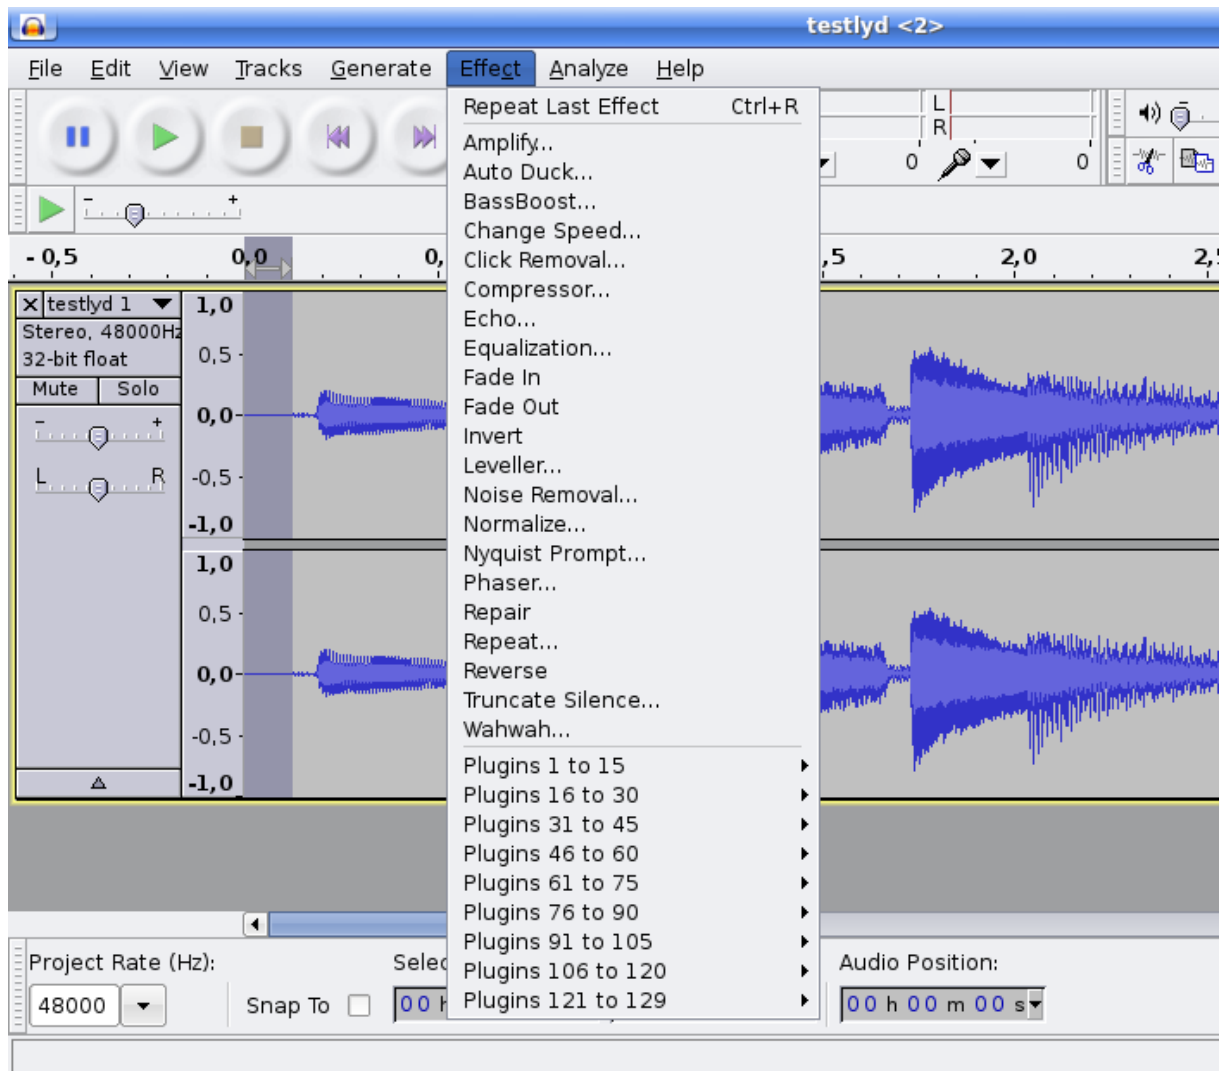 testlyd <2>
File Edit View Tracks Generate Effect Analyze Help
Repeat Last Effect Ctrl+R
Amplify...
Auto Duck...
BassBoost...
Change Speed...
Click Removal...
Compressor...
Echo...
Equalization...
Fade In
Fade Out
Invert
Leveller...
Noise Removal...
Normalize...
Nyquist Prompt...
Phaser...
Repair
Repeat...
Reverse
Truncate Silence...
Wahwah...
Plugins 1 to 15
Plugins 16 to 30
Plugins 31 to 45
Plugins 46 to 60
Plugins 61 to 75
Plugins 76 to 90
Plugins 91 to 105
Plugins 106 to 120
Plugins 121 to 129
L
R
0 0
- +
- 0,5 0,0 0, ,5 2,0 2,
X testlyd 1
Stereo, 48000Hz
32-bit float
Mute Solo
- +
L R
1,0
0,5
0,0
-0,5
-1,0
1,0
0,5
0,0
-0,5
-1,0
Project Rate (Hz):
48000
Snap To
Selec
00 h
Audio Position:
00 h 00 m 00 s